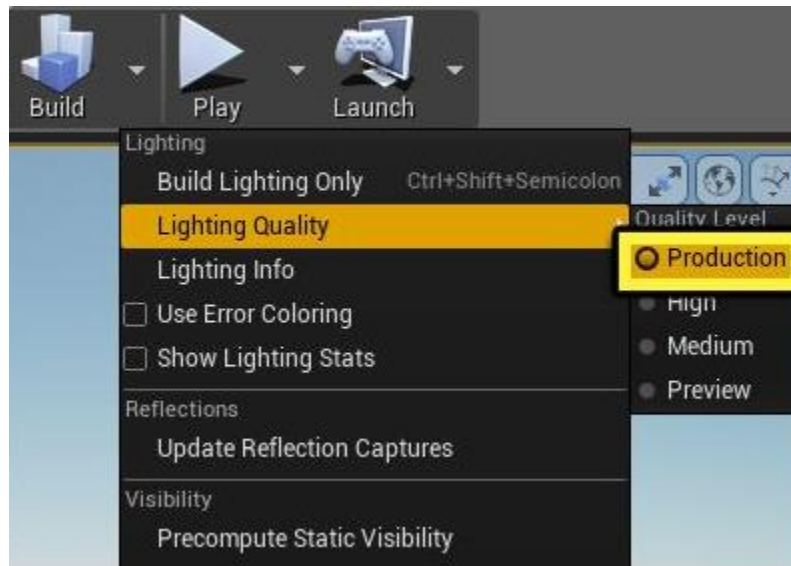 Build
Play
Launch
Lighting
Build Lighting Only Ctrl+Shift+Semicolon
Lighting Quality
Lighting Info
Use Error Coloring
Show Lighting Stats
Reflections
Update Reflection Captures
Visibility
Precompute Static Visibility
Quality Level
Production
High
Medium
Preview